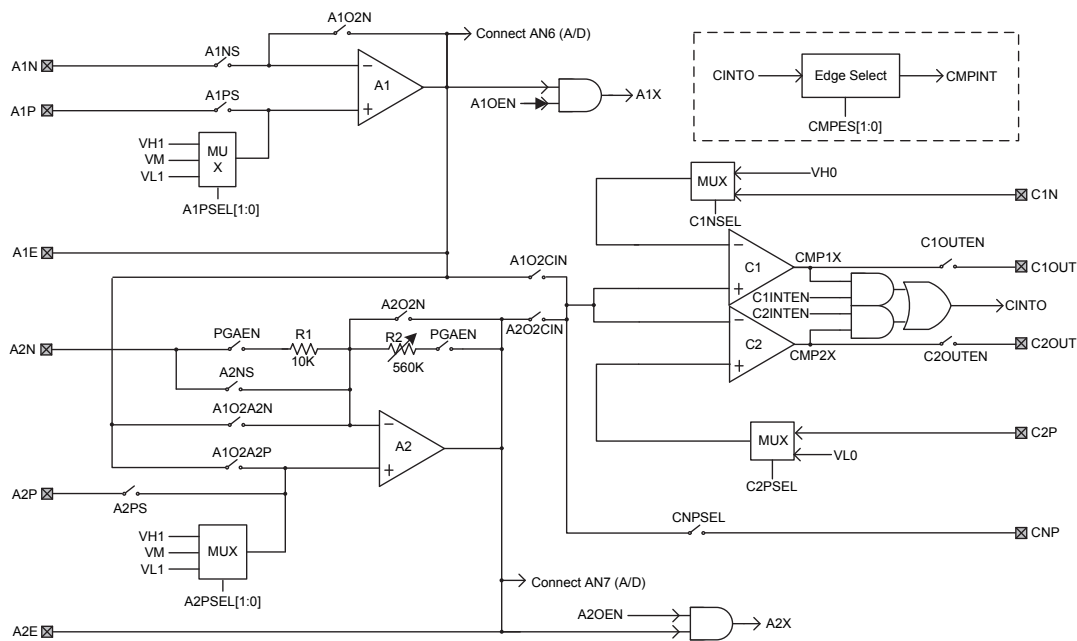 A1O2N
Connect AN6 (A/D)
A1NS
A1N
A1
A1PS
A1P
A1OEN
A1X
VH1
VM
VL1
MU
X
A1PSEL[1:0]
CINTO
Edge Select
CMPINT
CMPES[1:0]
MUX
VH0
C1N
C1NSEL
A1E
A1O2CIN
C1
CMP1X
C1OUTEN
C1OUT
C1INTEN
C2INTEN
CINTO
A2O2N
A2O2CIN
A2N
PGAEN
R1
10K
R2
560K
PGAEN
C2
CMP2X
C2OUTEN
C2OUT
A2NS
A1O2A2N
A2
A1O2A2P
MUX
C2P
VL0
C2PSEL
A2P
A2PS
VH1
VM
VL1
MUX
A2PSEL[1:0]
CNPSEL
CNP
Connect AN7 (A/D)
A2OEN
A2X
A2E